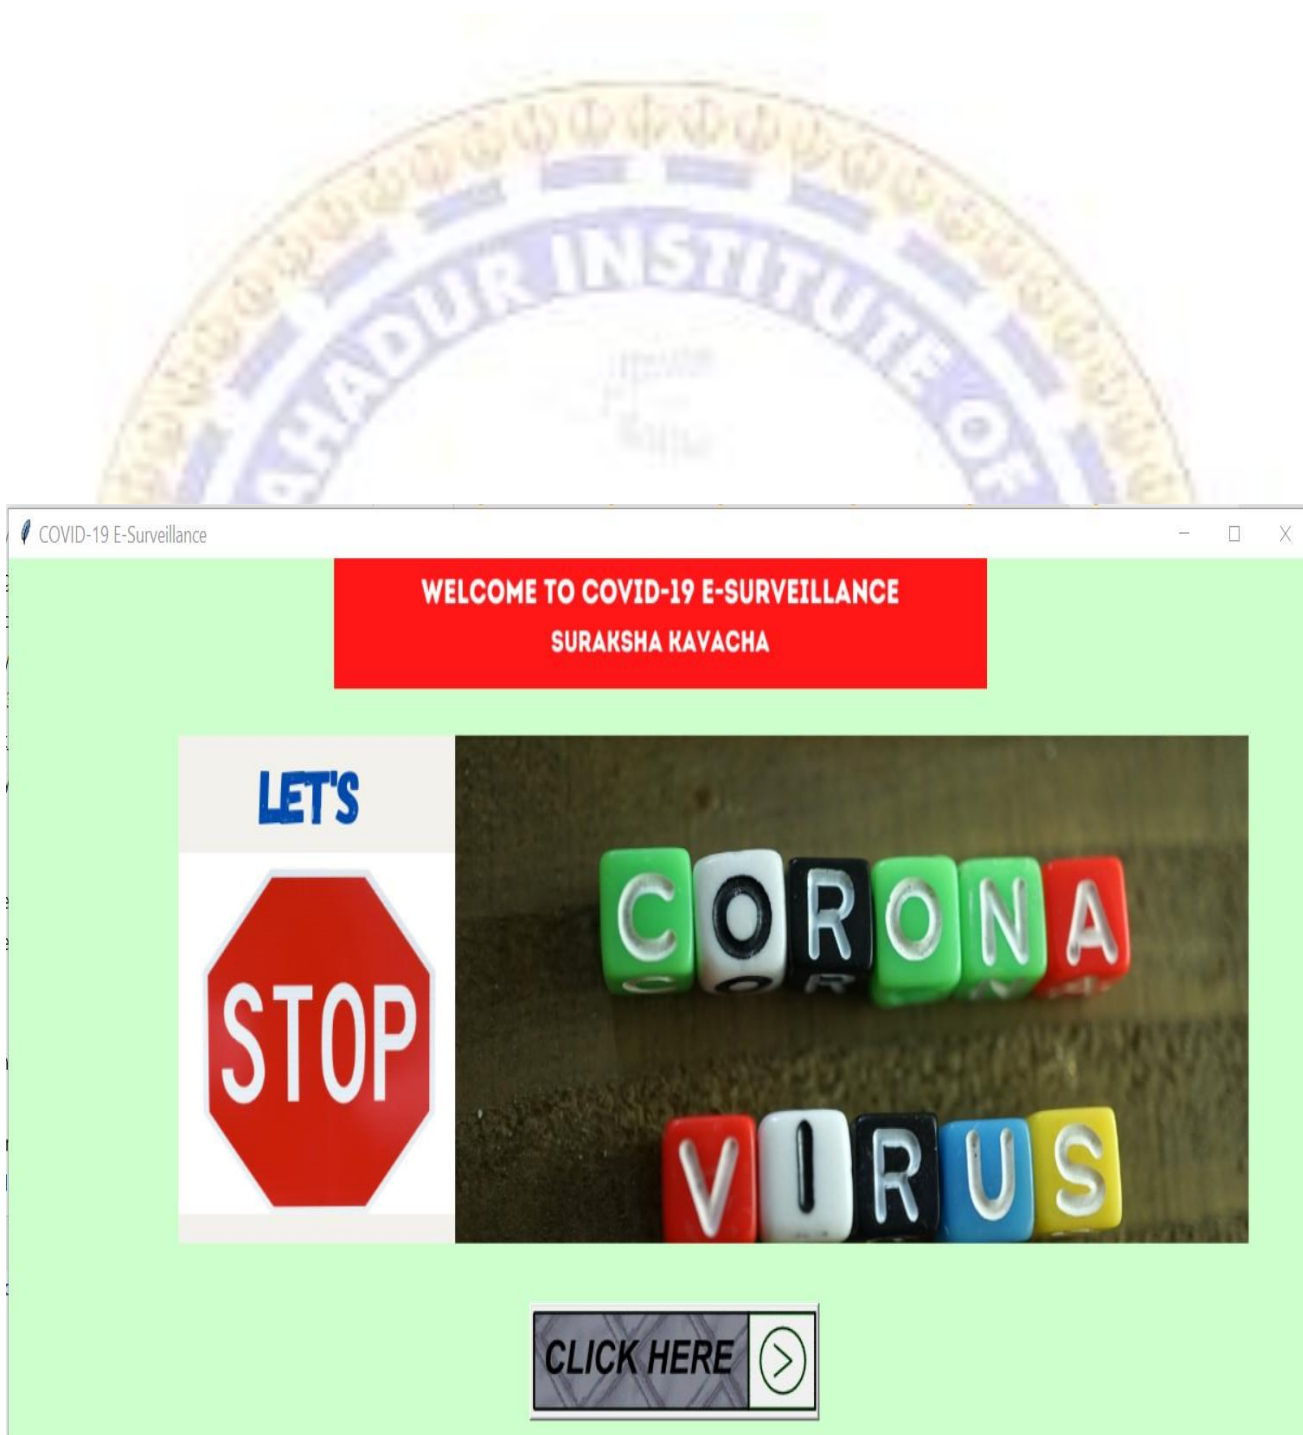 AHADUR INSTITUTE OF
COVID-19 E-Surveillance
WELCOME TO COVID-19 E-SURVEILLANCE
SURAKSHA KAVACHA
LET'S
STOP
CORONA
VIRUS
CLICK HERE